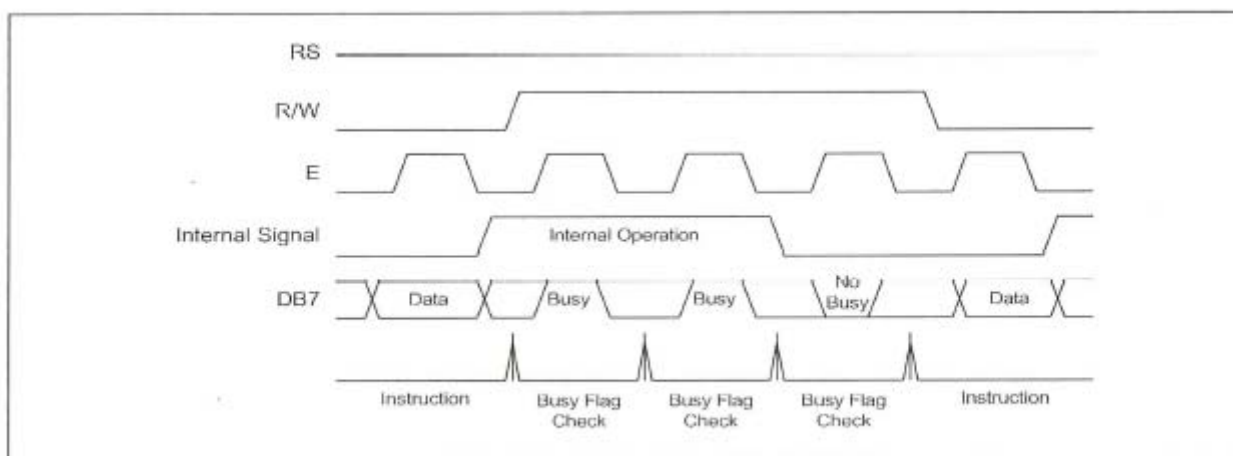 RS
R/W
E
Internal Signal
Internal Operation
DB7
Data
Busy
Busy
No
Busy
Data
Instruction
Busy Flag
Check
Busy Flag
Check
Busy Flag
Check
Instruction